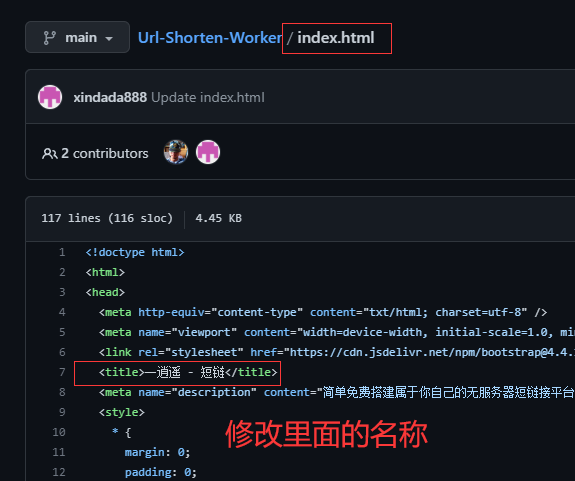 main
Url-Shorten-Worker / index.html
xindada888 Update index.html
2 contributors
117 lines (116 sloc) 4.45 KB
1 <!doctype html>
2 <html>
3 <head>
4 <meta http-equiv="content-type" content="txt/html; charset=utf-8" />
5 <meta name="viewport" content="width=device-width, initial-scale=1.0, min
6 <link rel="stylesheet" href="https://cdn.jsdelivr.net/npm/bootstrap@4.4.
7 <title>一逍遥 - 短链</title>
8 <meta name="description" content="简单免费搭建属于你自己的无服务器短链接平台
9 <style>
10 * {
11 margin: 0;
12 padding: 0;
修改里面的名称